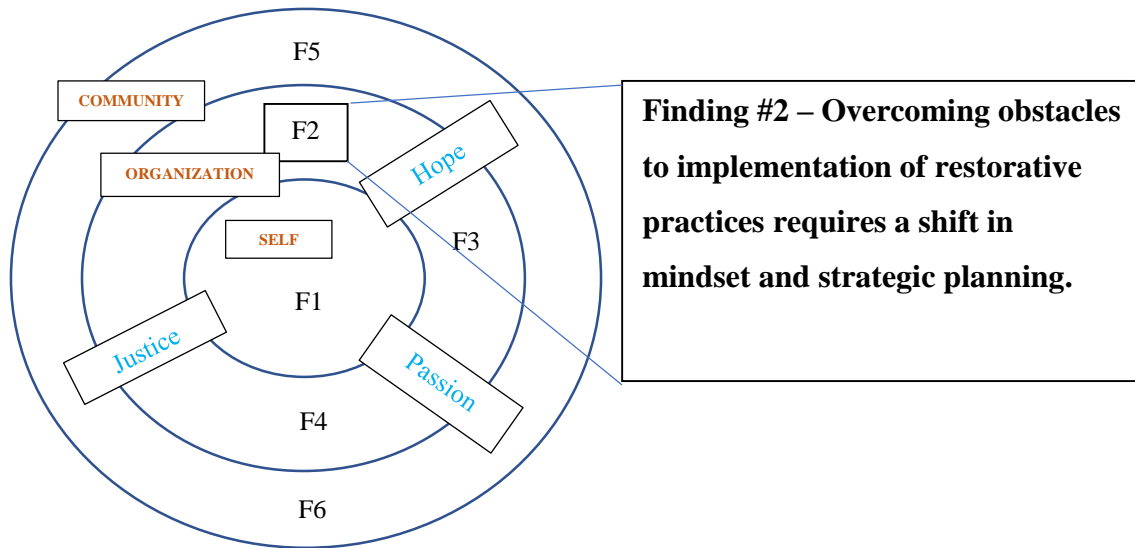 F5
COMMUNITY
F2
ORGANIZATION
Hope
SELF
F3
F1
Justice
Passion
F4
F6
Finding #2 – Overcoming obstacles
to implementation of restorative
practices requires a shift in
mindset and strategic planning.